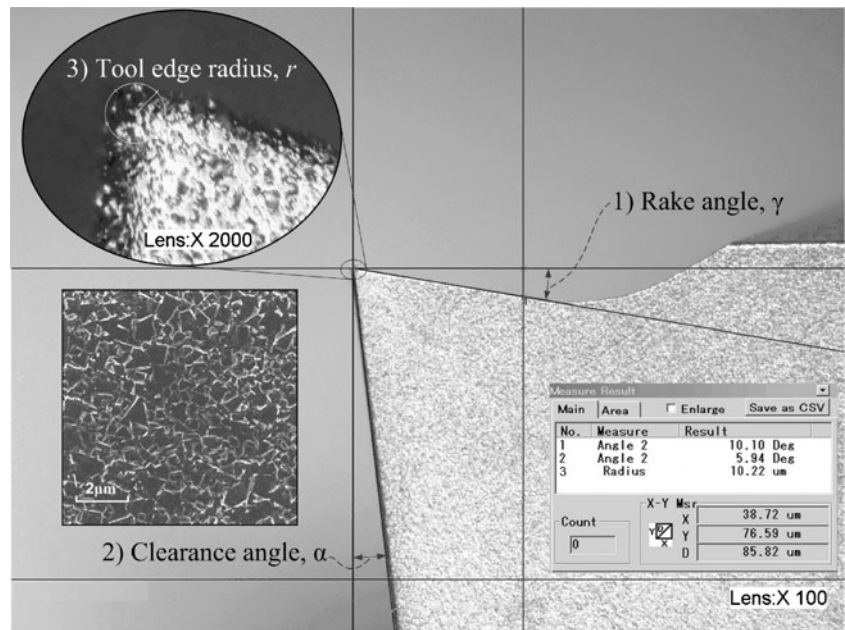 3) Tool edge radius, r
Lens:X 2000
1) Rake angle, γ
2μm
2) Clearance angle, α
Measure Result
Main Area Enlarge Save as CSV
No. Measure Result
1 Angle 2 10.10 Deg
2 Angle 2 5.94 Deg
3 Radius 10.22 um
X-Y Msr
Count
0
X 38.72 um
Y 76.59 um
D 85.82 um
Y D
X
Lens:X 100